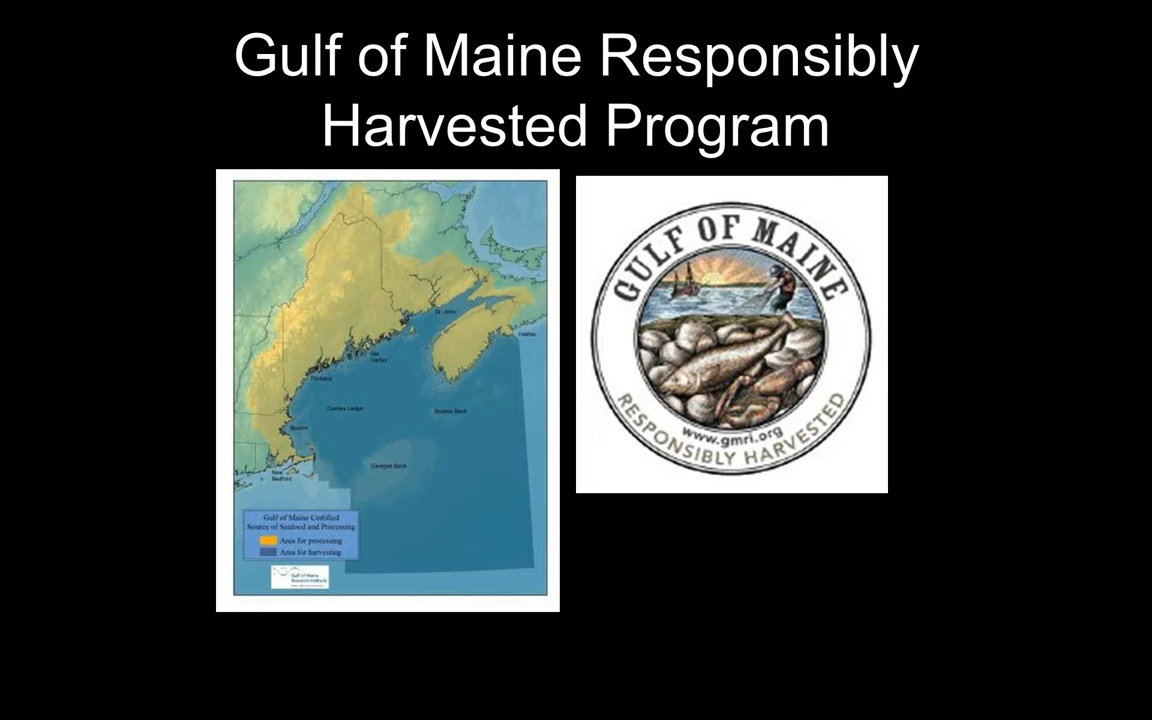 Gulf of Maine Responsibly
Harvested Program
St. John
Halifax
Bar
Harbor
Portland
Cashes Ledge
Browns Bank
Boston
Georges Bank
New
Bedford
Gulf of Maine Certified
Source of Seafood and Processing
Area for processing
Area for harvesting
Gulf of Maine
Research Institute
GULF OF MAINE
www.gmri.org
RESPONSIBLY HARVESTED